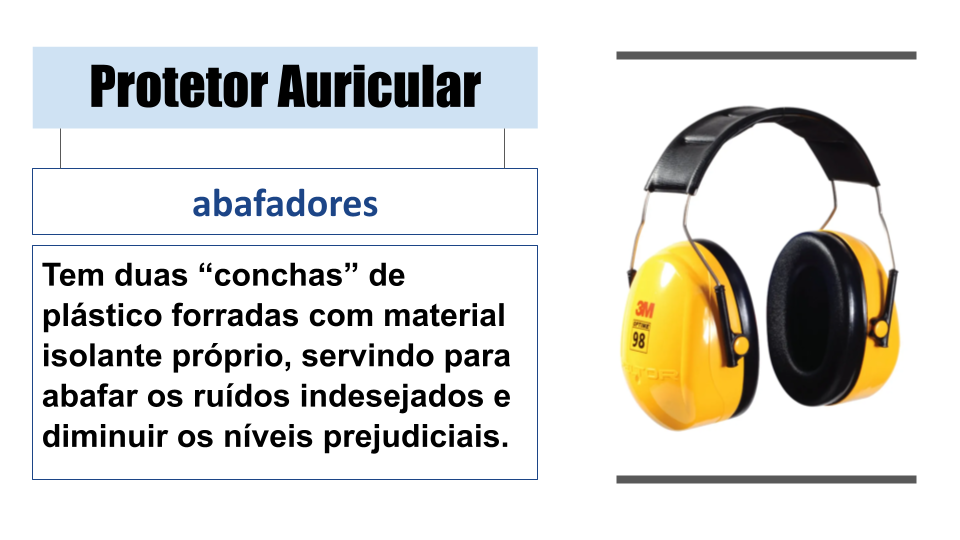 Protetor Auricular
abafadores
Tem duas “conchas” de
plástico forradas com material
isolante próprio, servindo para
abafar os ruídos indesejados e
diminuir os níveis prejudiciais.
3M
OPTIME
98